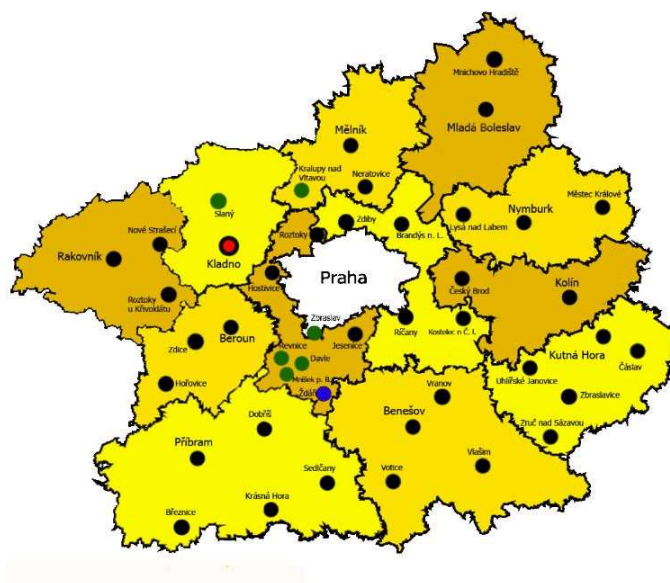 Mnichovo Hradiště
Mladá Boleslav
Mělník
Kralupy nad
Vltavou
Neratovice
Slaný
Městec Králové
Nymburk
Lysá nad Labem
Zdiby
Brandýs n. L.
Roztoky
Nové Strašecí
Rakovník
Kladno
Praha
Hostivice
Český Brod
Kolín
Roztoky
u Křivoklátu
Zbraslav
Říčany
Kostelec n Č. l.
Beroun
Jesenice
Zdice
Řevnice
Davle
Kutná Hora
Čáslav
Uhlířské Janovice
Mníšek p. B.
Hořovice
Vranov
Zbraslavice
Benešov
Dobříš
Zruč nad Sázavou
Příbram
Vlašim
Sedlčany
Votice
Krásná Hora
Březnice